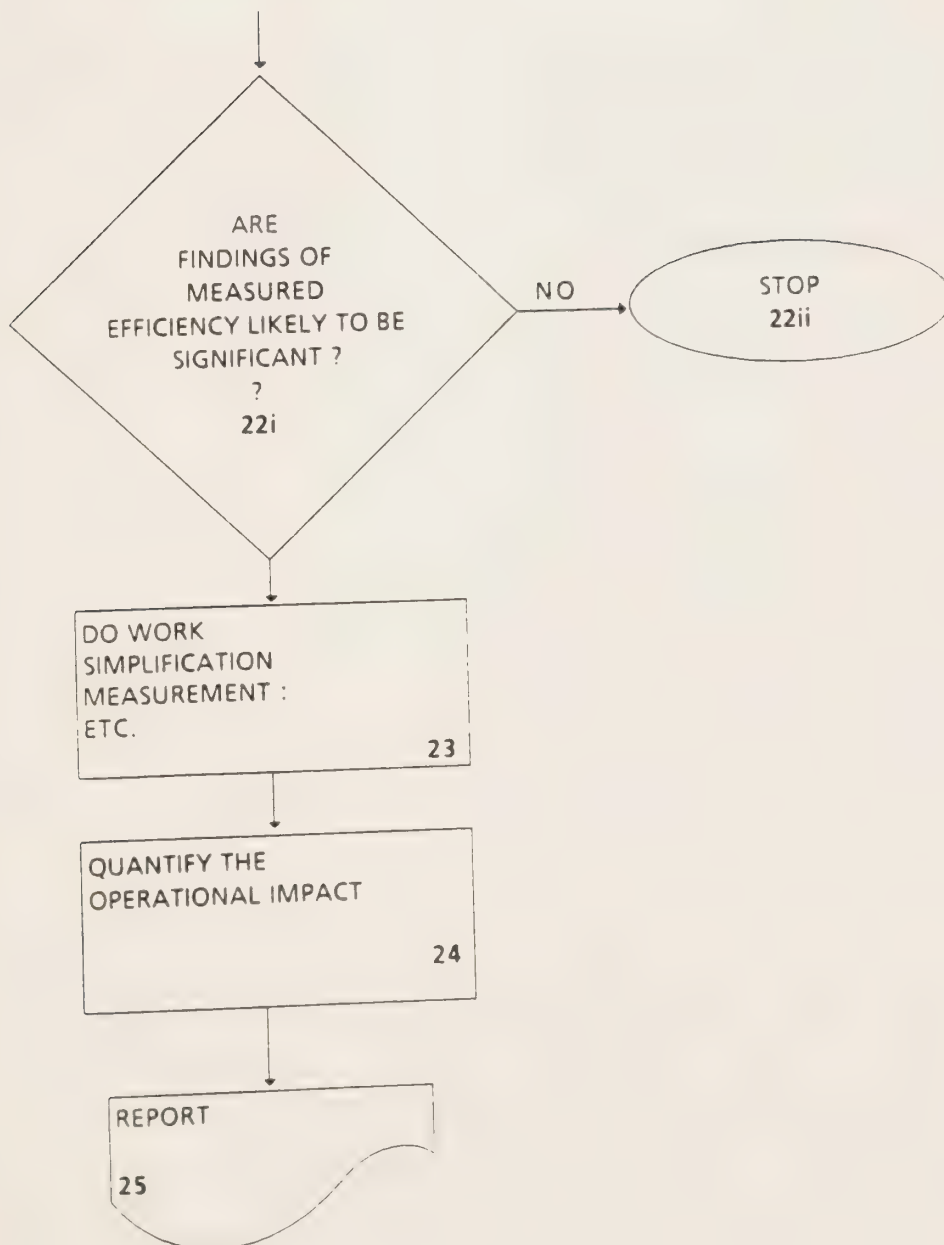 ARE
FINDINGS OF
MEASURED
EFFICIENCY LIKELY TO BE
SIGNIFICANT ?
?
22i
NO
STOP
22ii
DO WORK
SIMPLIFICATION
MEASUREMENT :
ETC.
23
QUANTIFY THE
OPERATIONAL IMPACT
24
REPORT
25